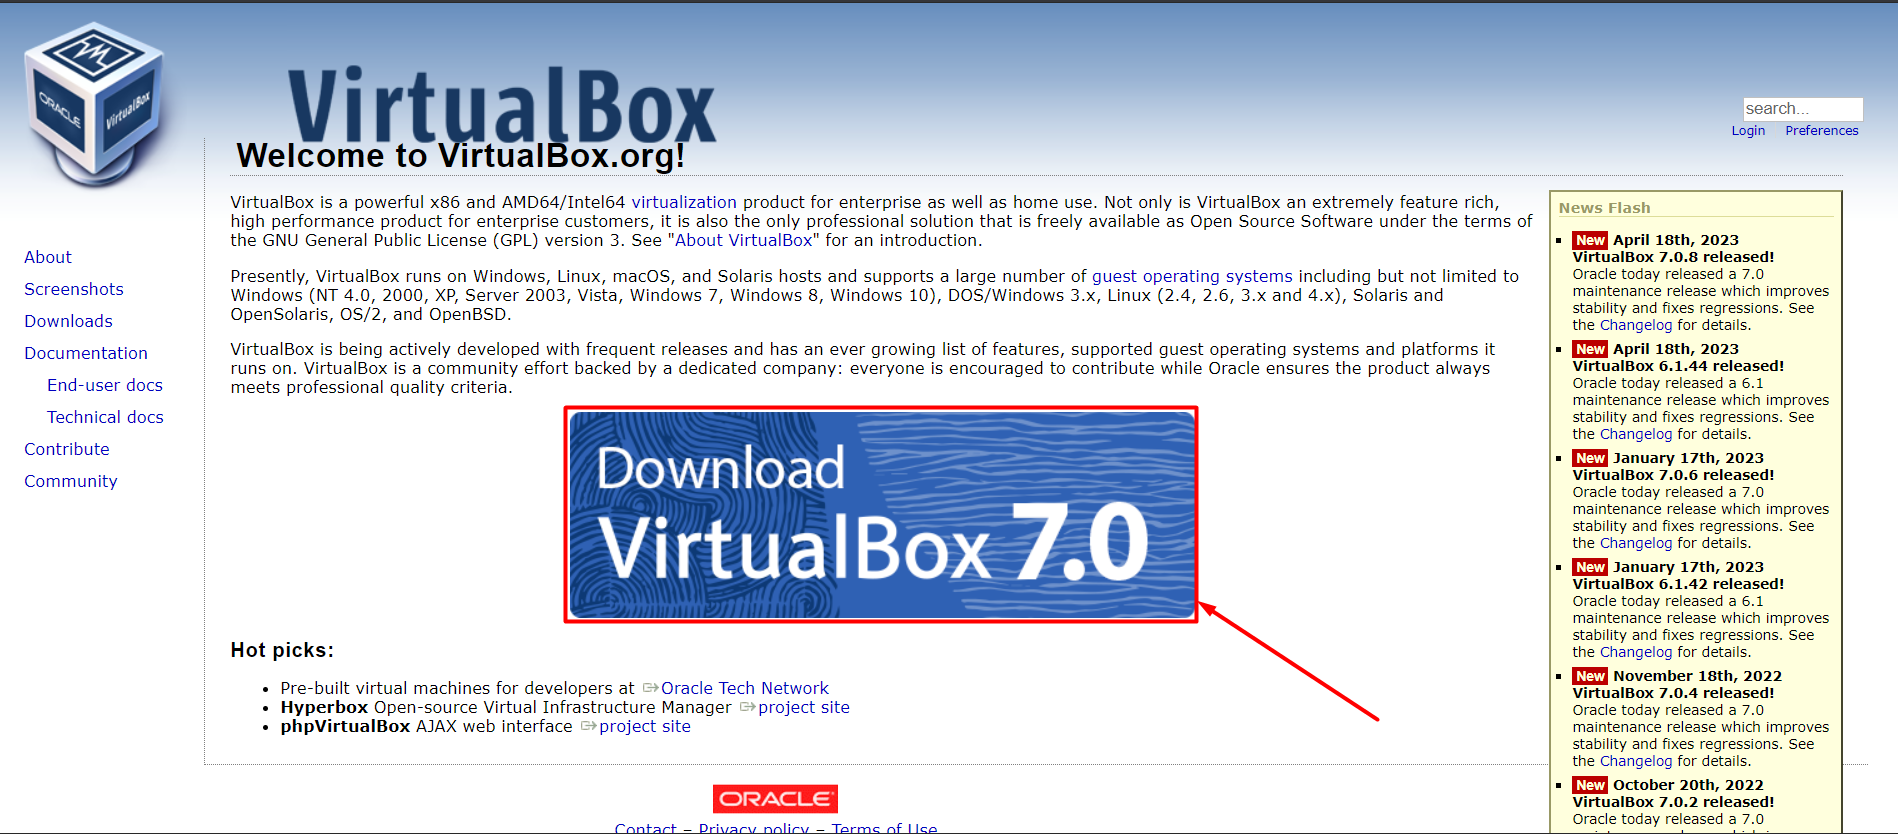 ORACLE
VirtualBox
VirtualBox
search...
Login Preferences
Welcome to VirtualBox.org!
VirtualBox is a powerful x86 and AMD64/Intel64 virtualization product for enterprise as well as home use. Not only is VirtualBox an extremely feature rich,
high performance product for enterprise customers, it is also the only professional solution that is freely available as Open Source Software under the terms of
the GNU General Public License (GPL) version 3. See "About VirtualBox" for an introduction.
Presently, VirtualBox runs on Windows, Linux, macOS, and Solaris hosts and supports a large number of guest operating systems including but not limited to
Windows (NT 4.0, 2000, XP, Server 2003, Vista, Windows 7, Windows 8, Windows 10), DOS/Windows 3.x, Linux (2.4, 2.6, 3.x and 4.x), Solaris and
OpenSolaris, OS/2, and OpenBSD.
VirtualBox is being actively developed with frequent releases and has an ever growing list of features, supported guest operating systems and platforms it
runs on. VirtualBox is a community effort backed by a dedicated company: everyone is encouraged to contribute while Oracle ensures the product always
meets professional quality criteria.
About
Screenshots
Downloads
Documentation
End-user docs
Technical docs
Contribute
Community
Download
VirtualBox 7.0
Hot picks:
Pre-built virtual machines for developers at Oracle Tech Network
Hyperbox Open-source Virtual Infrastructure Manager project site
phpVirtualBox AJAX web interface project site
News Flash
New April 18th, 2023
VirtualBox 7.0.8 released!
Oracle today released a 7.0
maintenance release which improves
stability and fixes regressions. See
the Changelog for details.
New April 18th, 2023
VirtualBox 6.1.44 released!
Oracle today released a 6.1
maintenance release which improves
stability and fixes regressions. See
the Changelog for details.
New January 17th, 2023
VirtualBox 7.0.6 released!
Oracle today released a 7.0
maintenance release which improves
stability and fixes regressions. See
the Changelog for details.
New January 17th, 2023
VirtualBox 6.1.42 released!
Oracle today released a 6.1
maintenance release which improves
stability and fixes regressions. See
the Changelog for details.
New November 18th, 2022
VirtualBox 7.0.4 released!
Oracle today released a 7.0
maintenance release which improves
stability and fixes regressions. See
the Changelog for details.
New October 20th, 2022
VirtualBox 7.0.2 released!
Oracle today released a 7.0
ORACLE
Contact – Privacy policy – Terms of Use